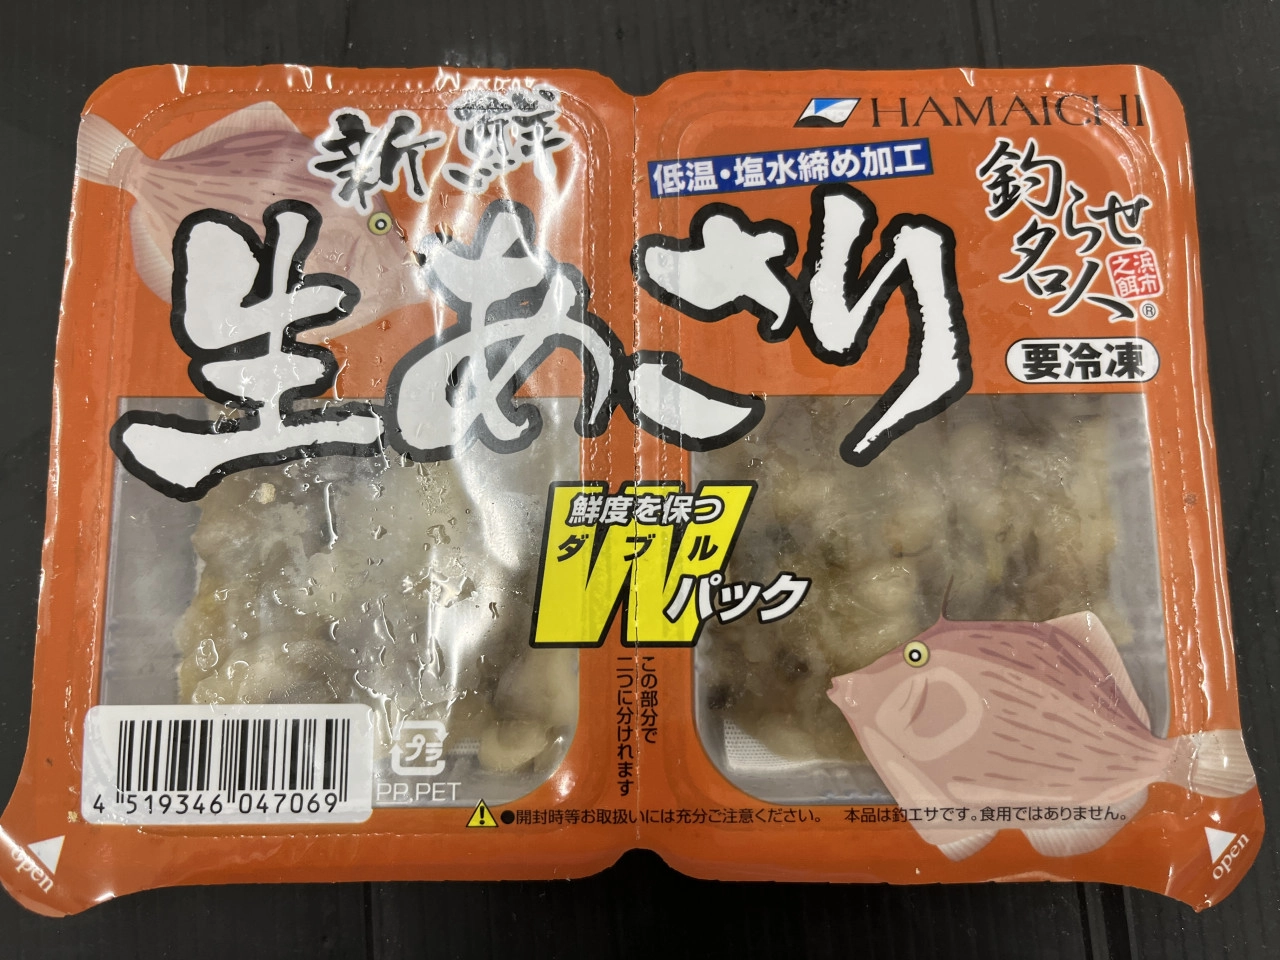 新鮮
生あさり
HAMAICHI
低温・塩水締め加工
釣らせ
名人
浜市
之餌
®
要冷凍
鮮度を保つ
ダブル
Wパック
この部分で
二つに分けれます
4 519346 047069
プラ
PP,PET
●開封時等お取扱いには充分ご注意ください。 本品は釣エサです。食用ではありません。
open
open